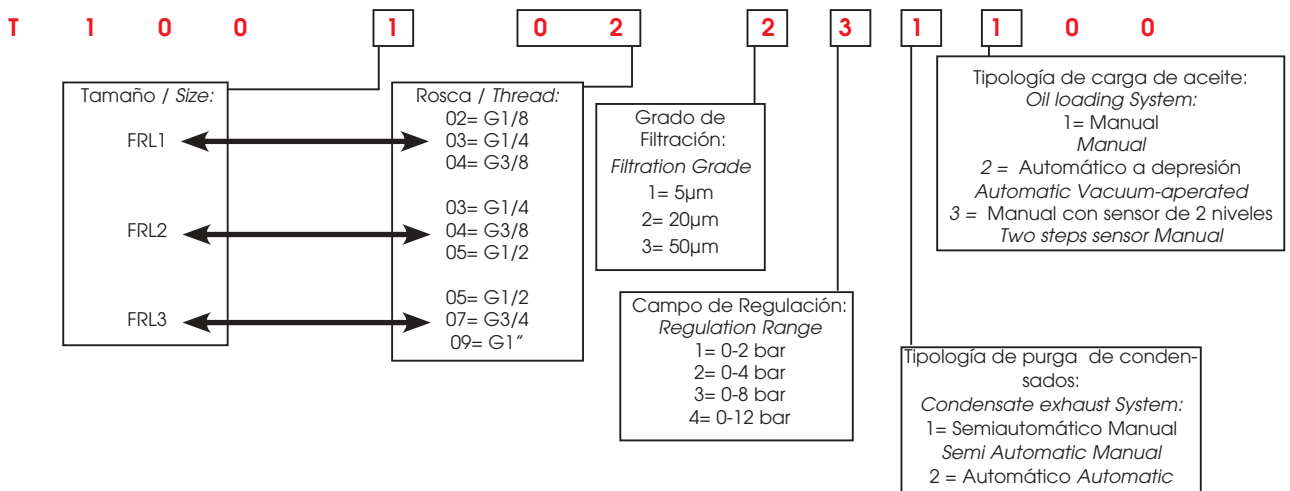 T 1 0 0 1 0 2 2 3 1 1 0 0
Tamaño / Size:
FRL1
FRL2
FRL3
Rosca / Thread:
02= G1/8
03= G1/4
04= G3/8
03= G1/4
04= G3/8
05= G1/2
05= G1/2
07= G3/4
09= G1”
Grado de
Filtración:
Filtration Grade
1= 5µm
2= 20µm
3= 50µm
Campo de Regulación:
Regulation Range
1= 0-2 bar
2= 0-4 bar
3= 0-8 bar
4= 0-12 bar
Tipología de carga de aceite:
Oil loading System:
1= Manual
Manual
2 = Automático a depresión
Automatic Vacuum-aperated
3 = Manual con sensor de 2 niveles
Two steps sensor Manual
Tipología de purga de conden-
sados:
Condensate exhaust System:
1= Semiautomático Manual
Semi Automatic Manual
2 = Automático Automatic